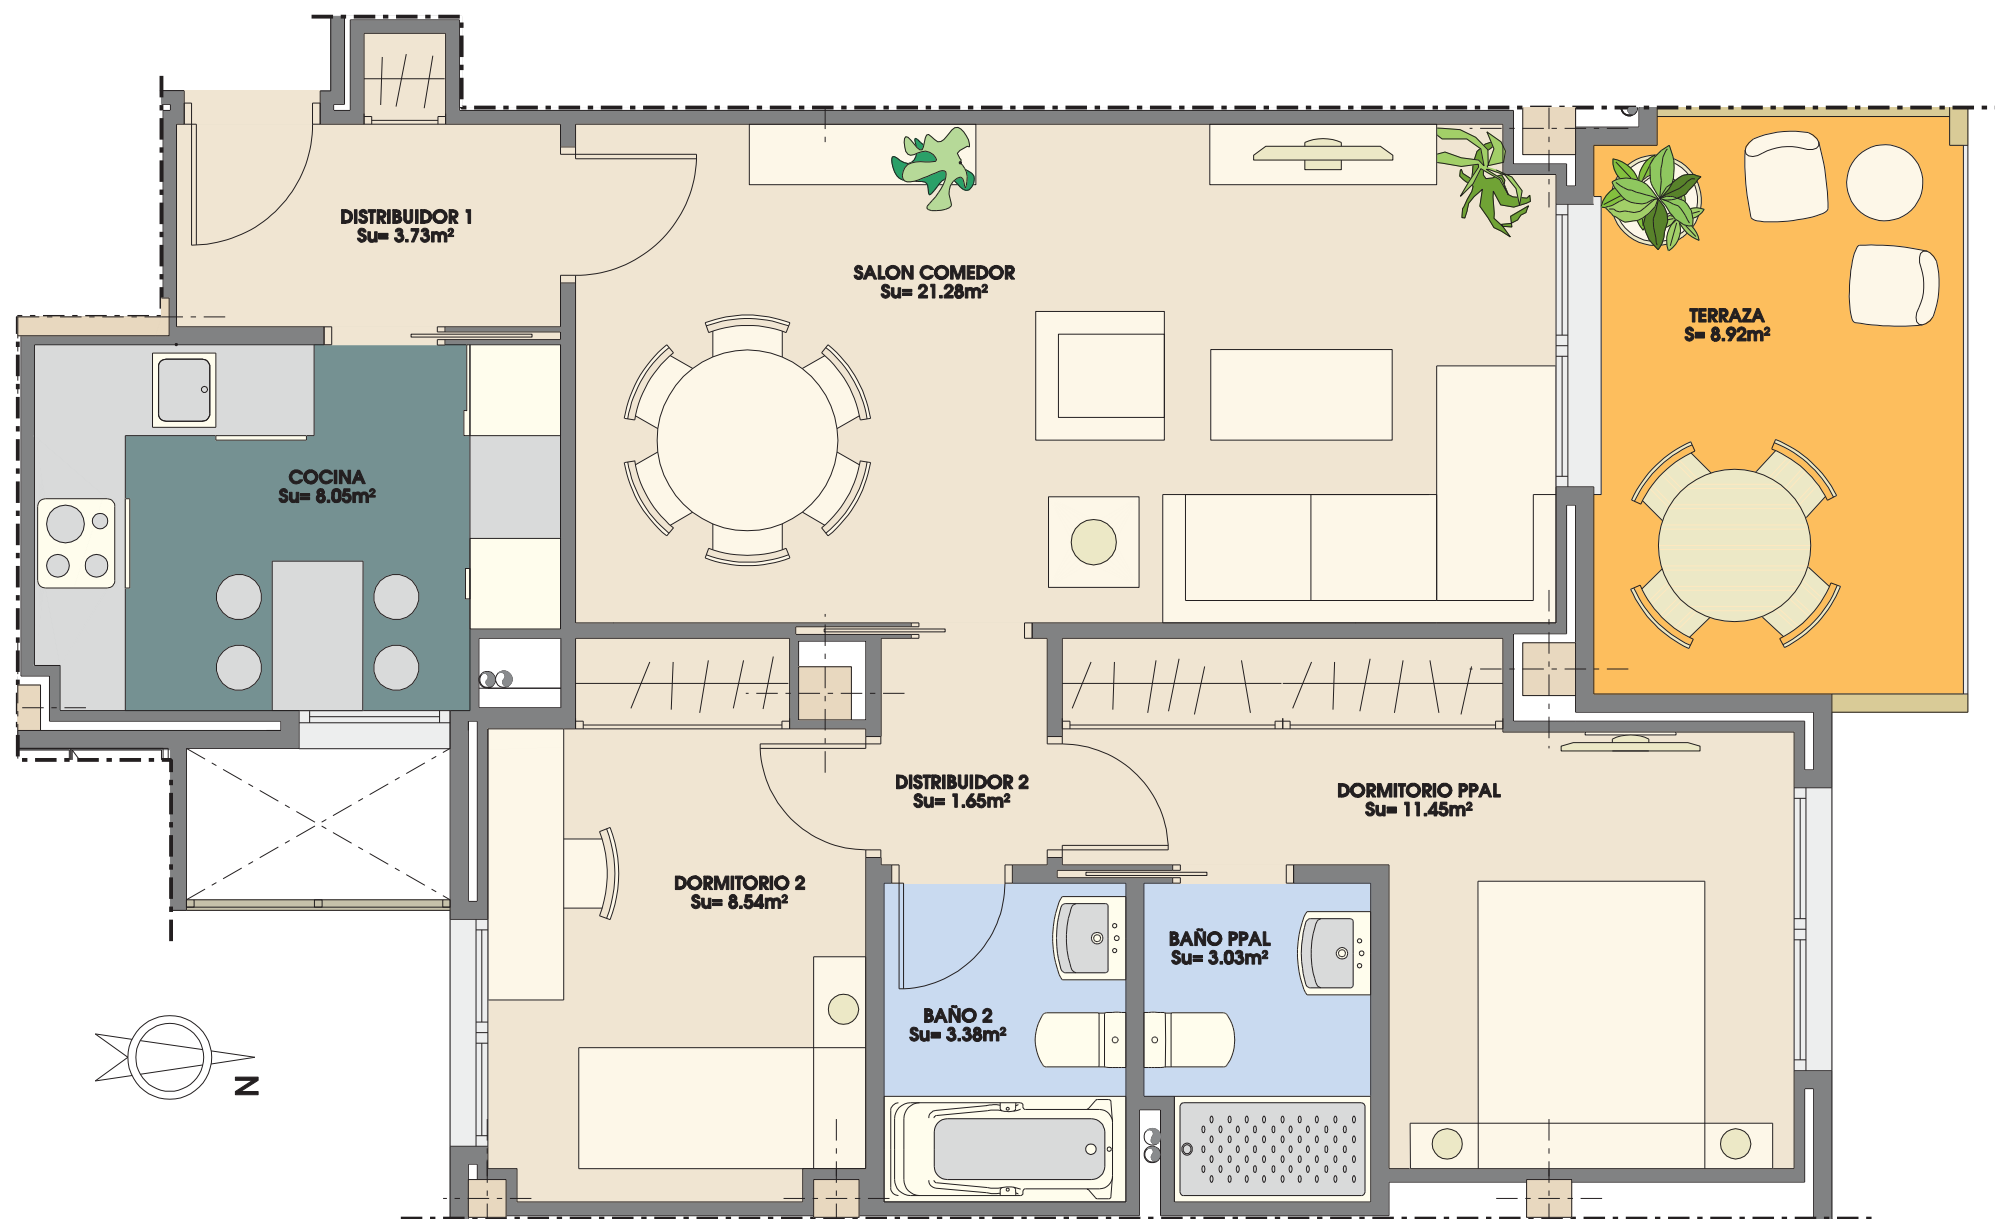 DISTRIBUIDOR 1
Su= 3.73m²
SALON COMEDOR
Su= 21.28m²
TERRAZA
S= 8.92m²
COCINA
Su= 8.05m²
DISTRIBUIDOR 2
Su= 1.65m²
DORMITORIO PPAL
Su= 11.45m²
DORMITORIO 2
Su= 8.54m²
BAÑO PPAL
Su= 3.03m²
BAÑO 2
Su= 3.38m²
N